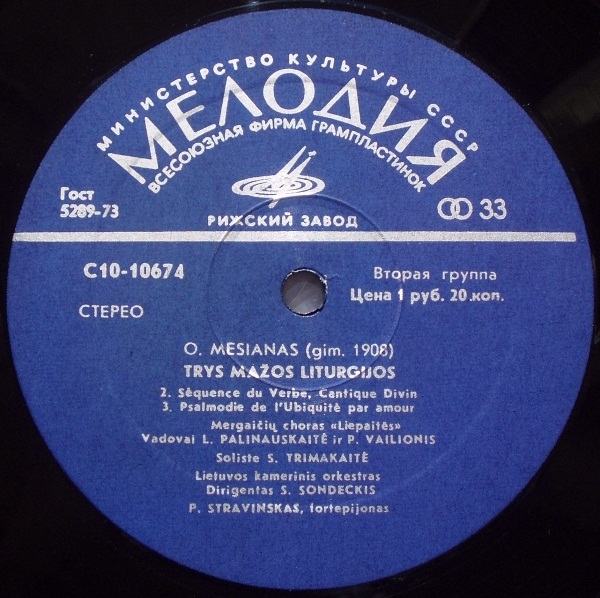 МИНИСТЕРСТВО КУЛЬТУРЫ СССР
МЕЛОДИЯ
ВСЕСОЮЗНАЯ ФИРМА ГРАМПЛАСТИНОК
Гост
5289-73
РИЖСКИЙ ЗАВОД
33
С10-10674
Вторая группа
Цена 1 руб. 20 коп.
СТЕРЕО
O. MESIANAS (gim. 1908)
TRYS MAŽOS LITURGIJOS
2. Séquence du Verbe, Cantique Divin
3. Psalmodie de l'Ubiquité par amour
Mergaičių choras «Liepaitės»
Vadovai L. PALINAUSKAITĖ ir P. VAILIONIS
Soliste S. TRIMAKAITĖ
Lietuvos kamerinis orkestras
Dirigentas S. SONDECKIS
P. STRAVINSKAS, fortepijonas